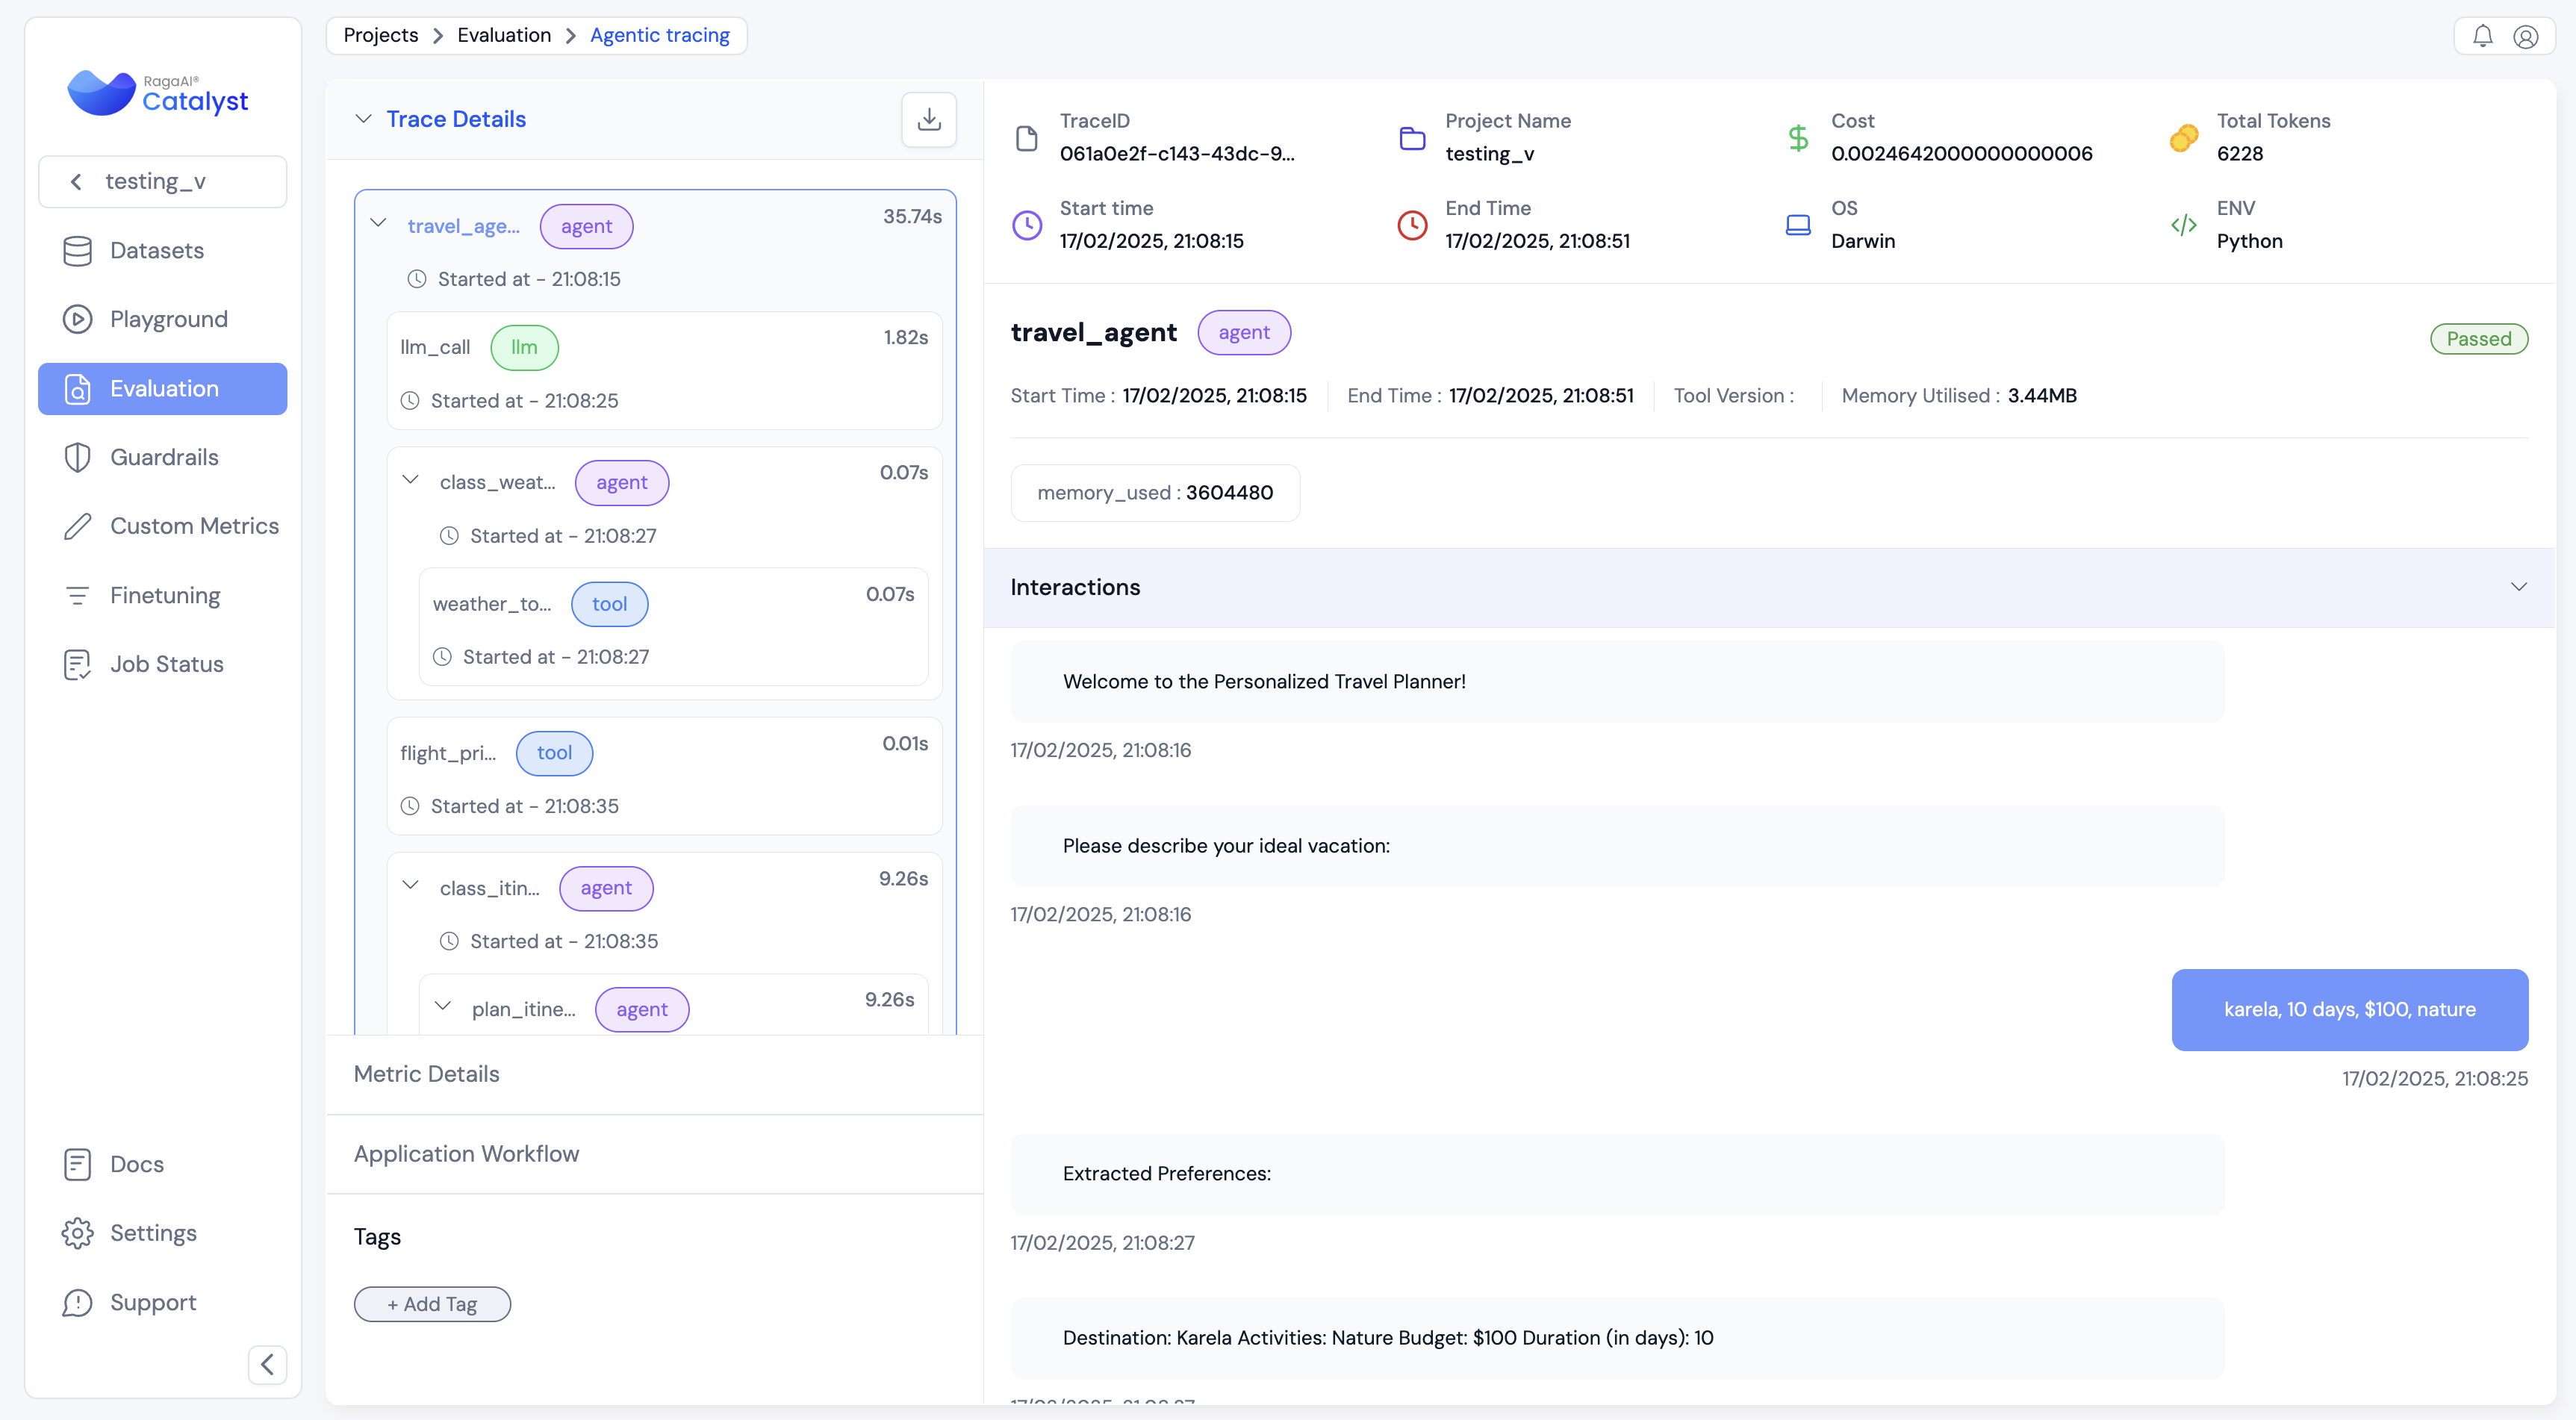 RagaAI®
Catalyst
testing_v
Datasets
Playground
Evaluation
Guardrails
Custom Metrics
Finetuning
Job Status
Docs
Settings
Support
Projects > Evaluation > Agentic tracing
Trace Details
travel_age... agent 35.74s
Started at - 21:08:15
llm_call llm 1.82s
Started at - 21:08:25
class_weat... agent 0.07s
Started at - 21:08:27
weather_to... tool 0.07s
Started at - 21:08:27
flight_pri... tool 0.01s
Started at - 21:08:35
class_itin... agent 9.26s
Started at - 21:08:35
plan_itine... agent 9.26s
Metric Details
Application Workflow
Tags
+ Add Tag
TraceID
061a0e2f-c143-43dc-9...
Project Name
testing_v
Cost
0.0024642000000000006
Total Tokens
6228
Start time
17/02/2025, 21:08:15
End Time
17/02/2025, 21:08:51
OS
Darwin
ENV
Python
travel_agent agent Passed
Start Time : 17/02/2025, 21:08:15 End Time : 17/02/2025, 21:08:51 Tool Version : Memory Utilised : 3.44MB
memory_used : 3604480
Interactions
Welcome to the Personalized Travel Planner!
17/02/2025, 21:08:16
Please describe your ideal vacation:
17/02/2025, 21:08:16
karela, 10 days, $100, nature
17/02/2025, 21:08:25
Extracted Preferences:
17/02/2025, 21:08:27
Destination: Karela Activities: Nature Budget: $100 Duration (in days): 10